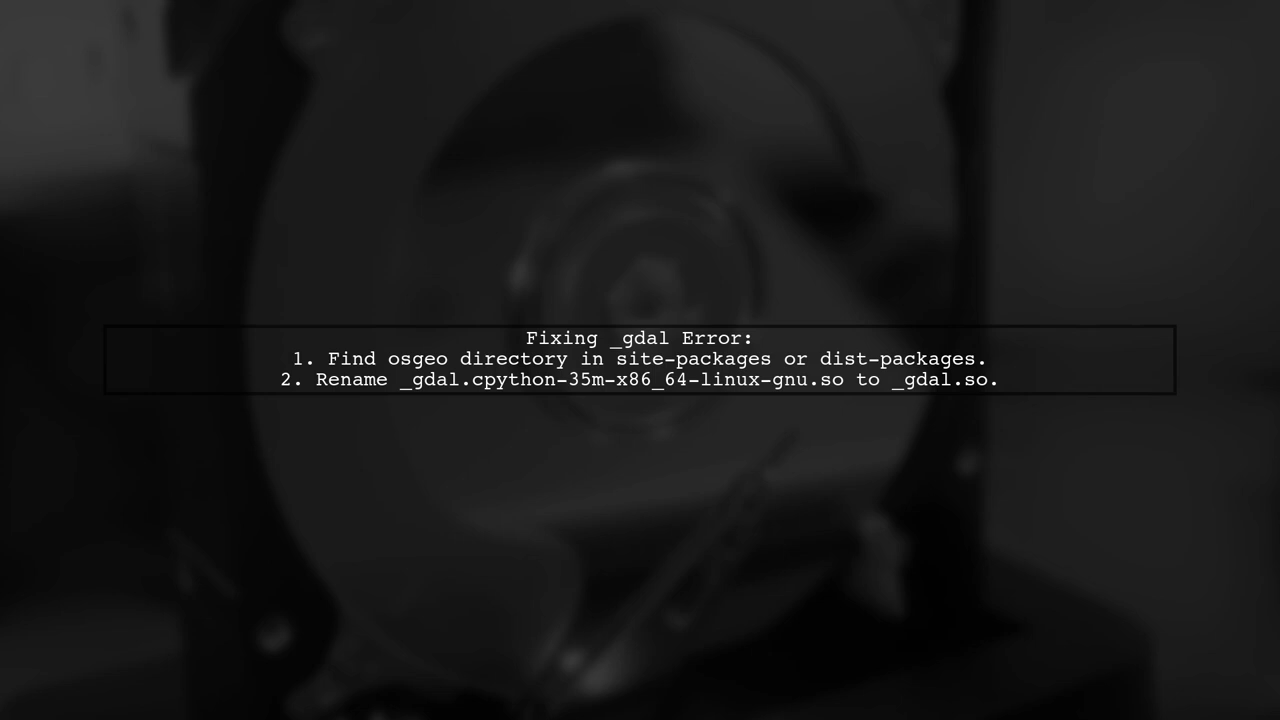 Fixing _gdal Error:
1. Find osgeo directory in site-packages or dist-packages.
2. Rename _gdal.cpython-35m-x86_64-linux-gnu.so to _gdal.so.